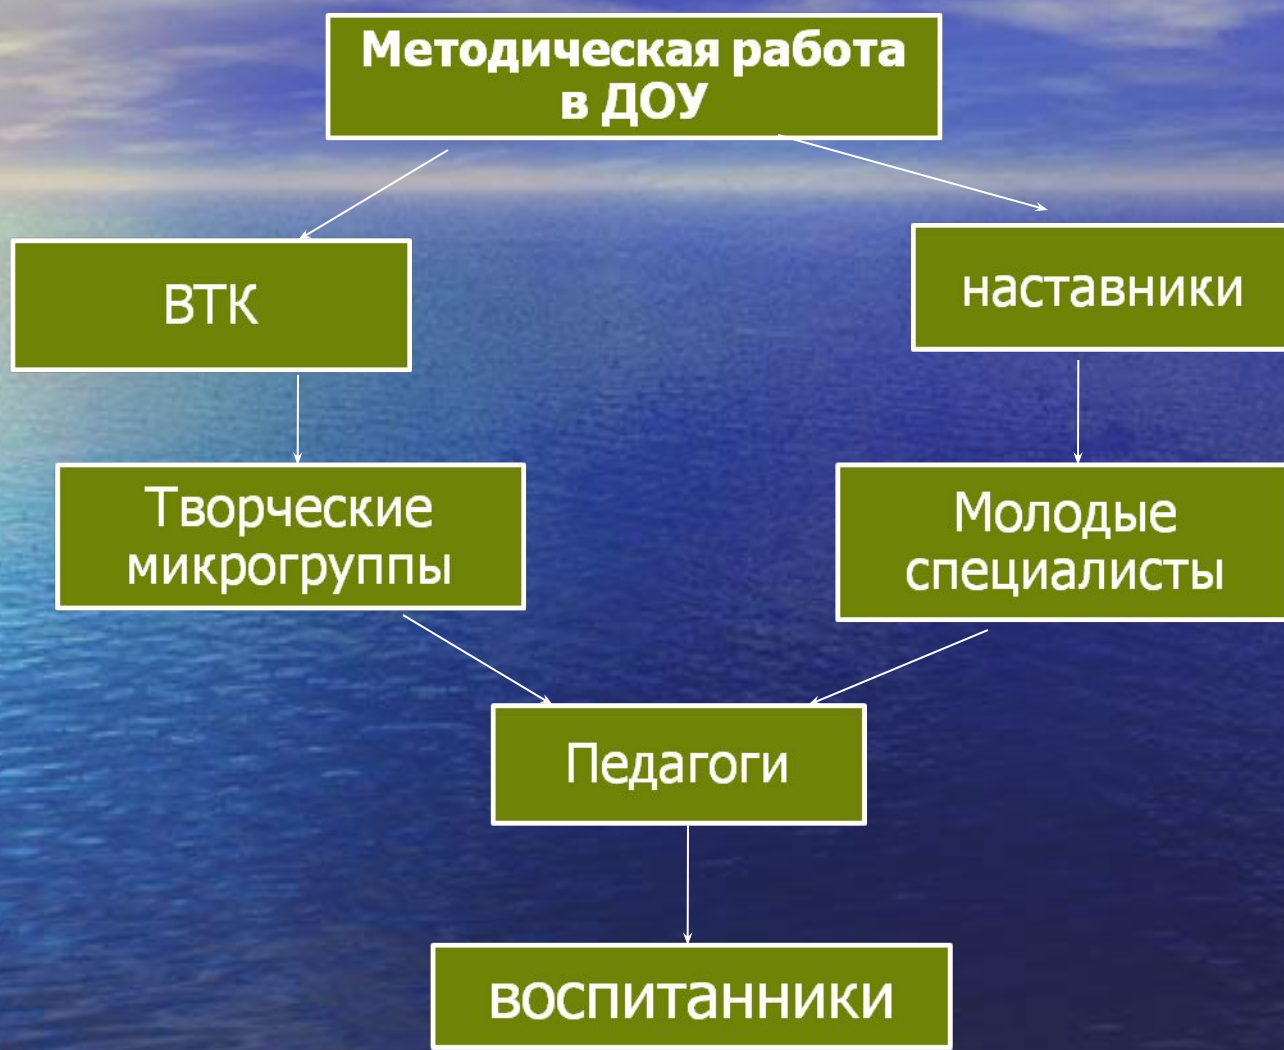 Методическая работа
в ДОУ
ВТК
наставники
Творческие
микрогруппы
Молодые
специалисты
Педагоги
воспитанники